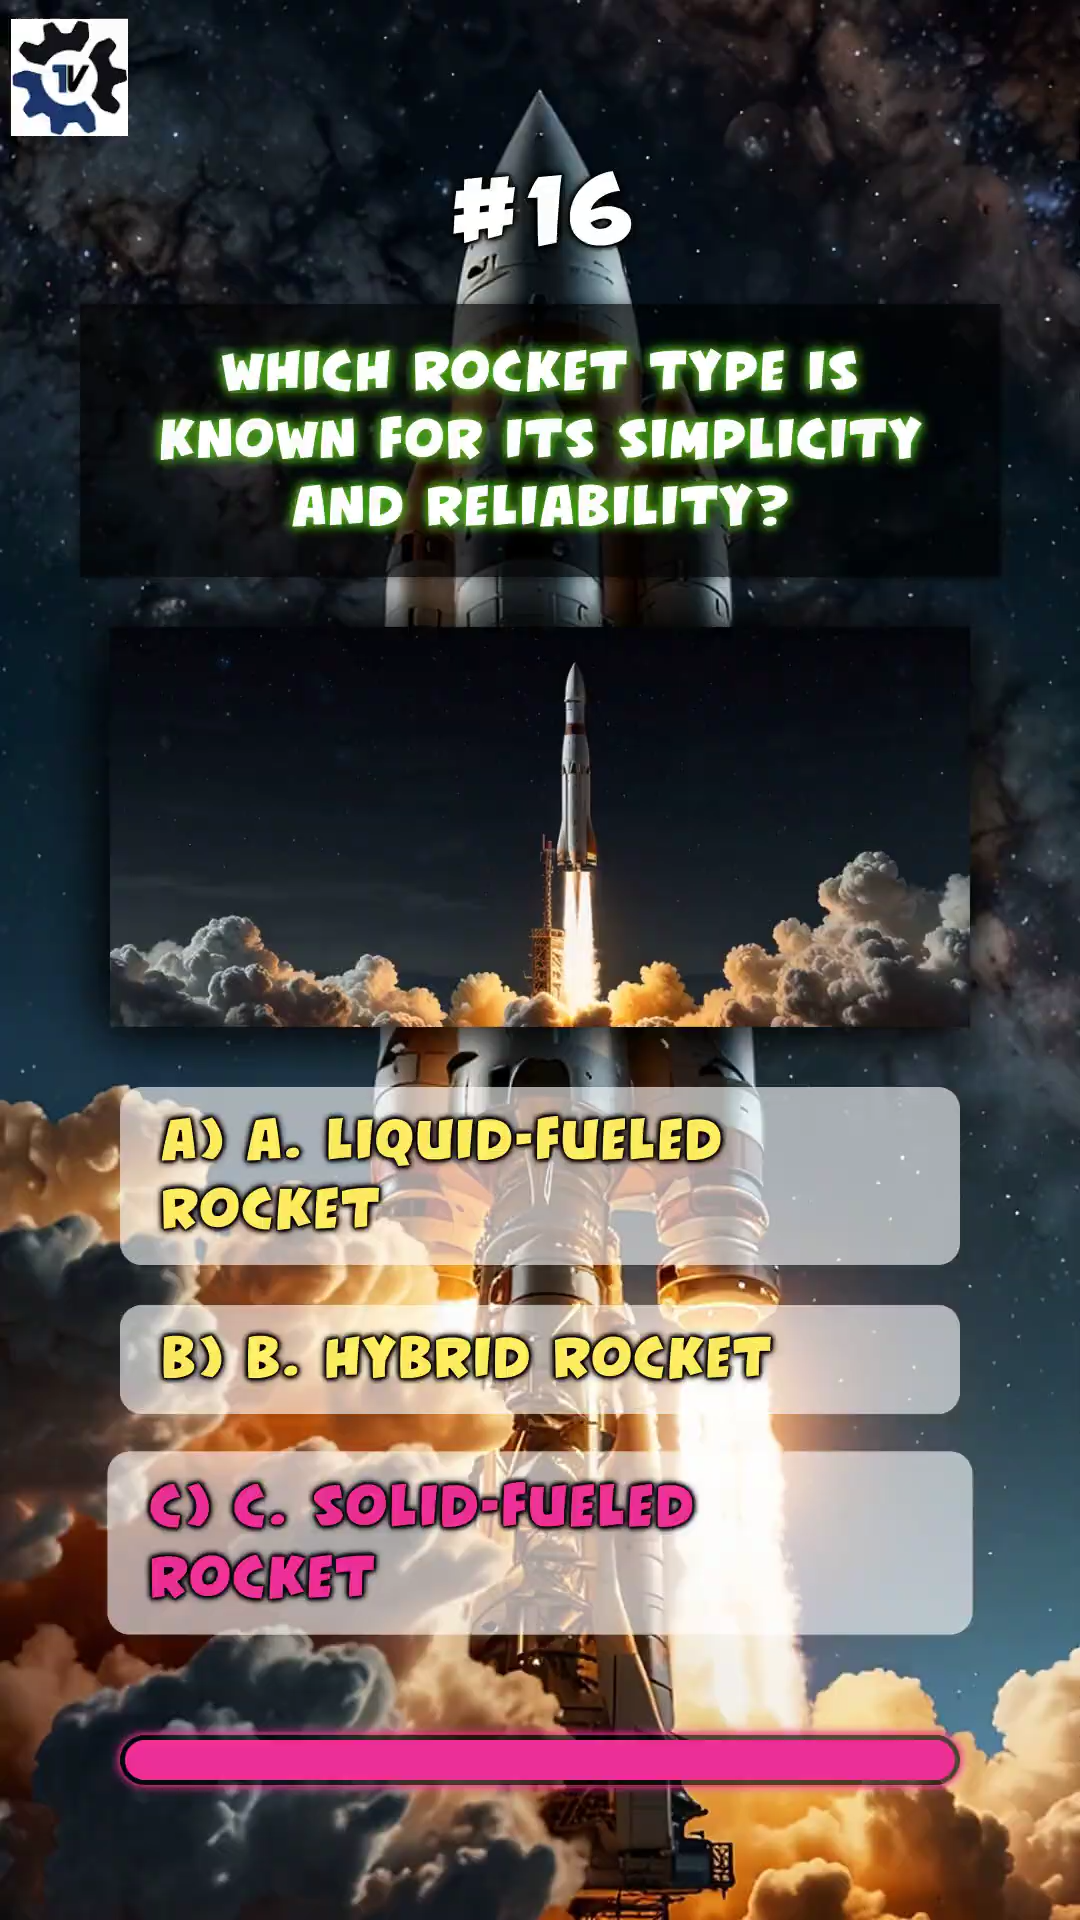 TV
#16
WHICH ROCKET TYPE IS
KNOWN FOR ITS SIMPLICITY
AND RELIABILITY?
A) A. LIQUID-FUELED
ROCKET
B) B. HYBRID ROCKET
C) C. SOLID-FUELED
ROCKET